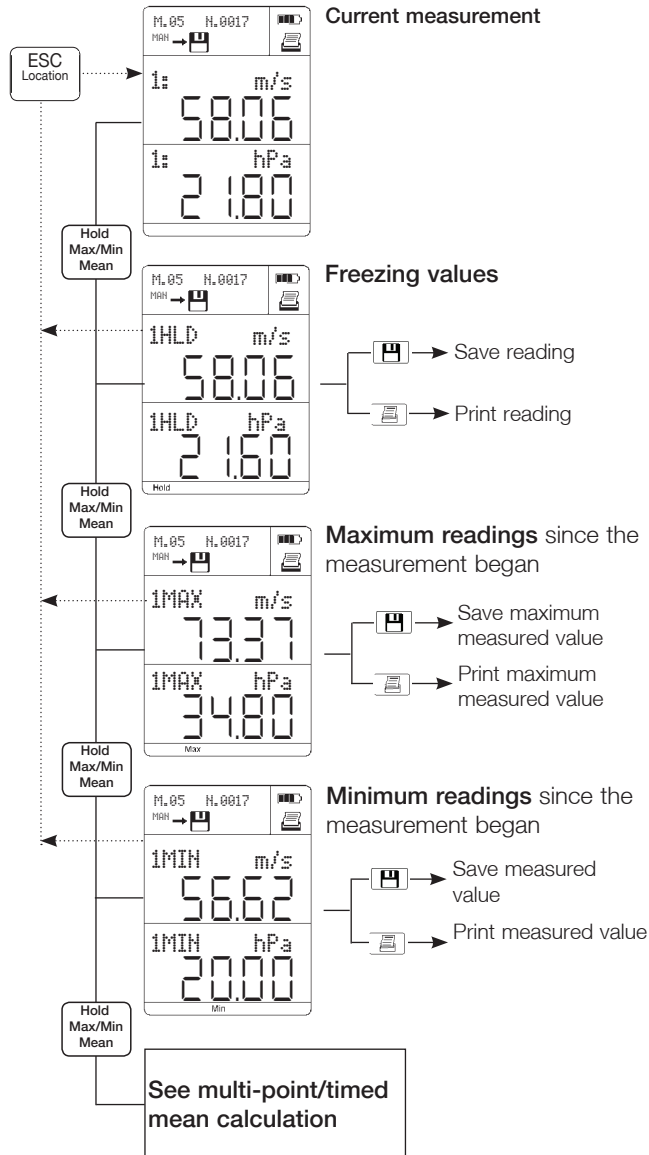 M.05 N.0017
MAN
Current measurement
ESC
Location
1: m/s
58.06
1: hPa
21.80
Hold
Max/Min
Mean
M.05 N.0017
MAN
Freezing values
1HLD m/s
58.06
1HLD hPa
21.60
Hold
Save reading
Print reading
Hold
Max/Min
Mean
M.05 N.0017
MAN
Maximum readings since the
measurement began
1MAX m/s
73.37
1MAX hPa
34.80
Max
Save maximum
measured value
Print maximum
measured value
Hold
Max/Min
Mean
M.05 N.0017
MAN
Minimum readings since the
measurement began
1MIN m/s
56.62
1MIN hPa
20.00
Min
Save measured
value
Print measured value
Hold
Max/Min
Mean
See multi-point/timed
mean calculation